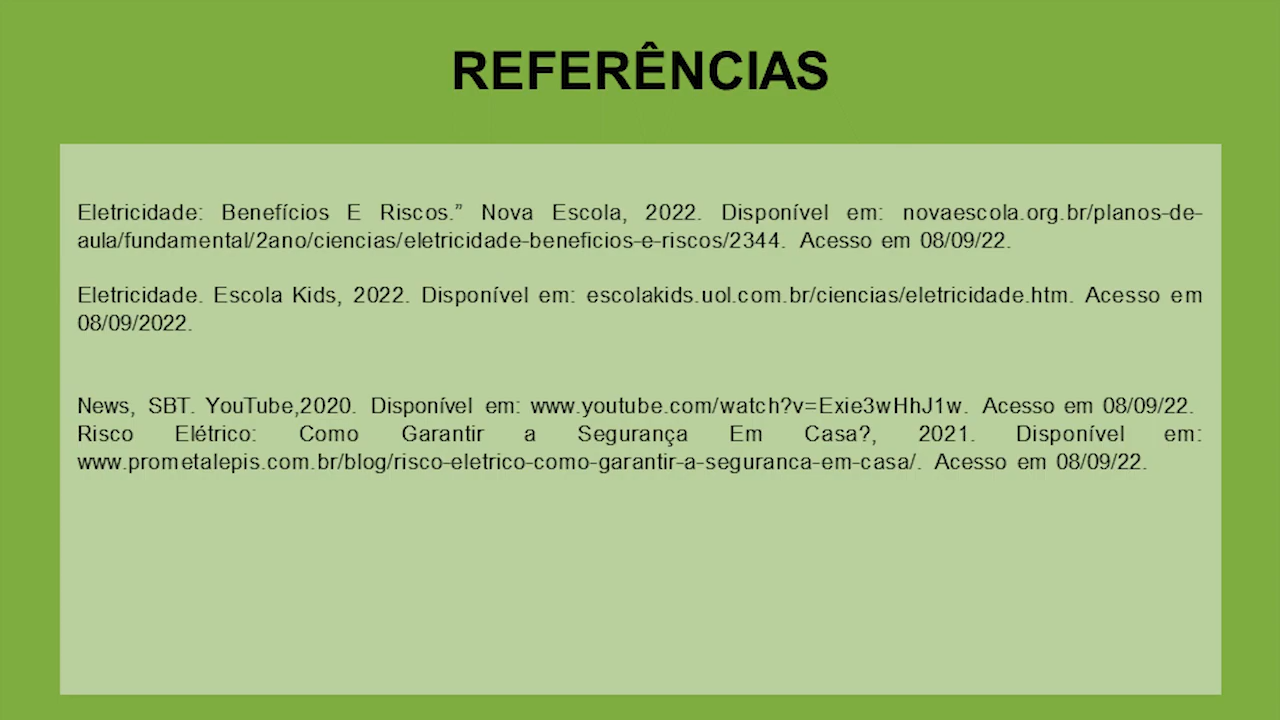 REFERÊNCIAS
Eletricidade: Benefícios E Riscos.” Nova Escola, 2022. Disponível em: novaescola.org.br/planos-de-
aula/fundamental/2ano/ciencias/eletricidade-beneficios-e-riscos/2344. Acesso em 08/09/22.
Eletricidade. Escola Kids, 2022. Disponível em: escolakids.uol.com.br/ciencias/eletricidade.htm. Acesso em
08/09/2022.
News, SBT. YouTube,2020. Disponível em: www.youtube.com/watch?v=Exie3wHhJ1w. Acesso em 08/09/22.
Risco Elétrico: Como Garantir a Segurança Em Casa?, 2021. Disponível em:
www.prometalepis.com.br/blog/risco-eletrico-como-garantir-a-seguranca-em-casa/. Acesso em 08/09/22.